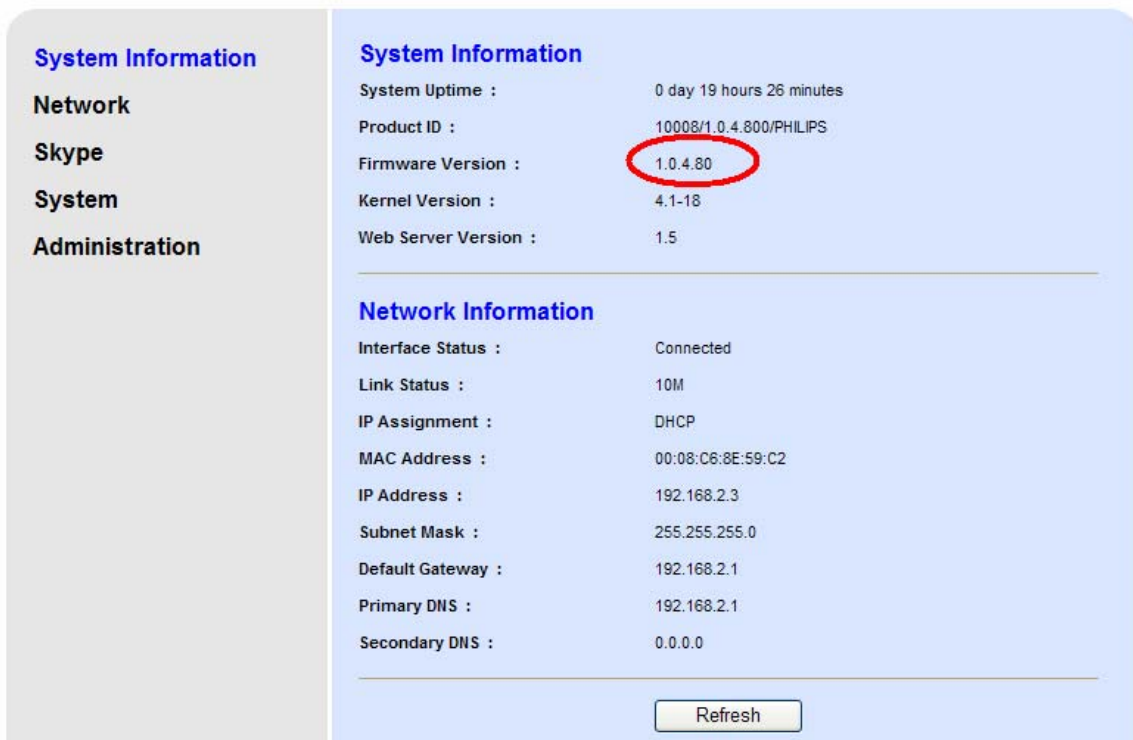 System Information
Network
Skype
System
Administration
System Information
System Uptime : 0 day 19 hours 26 minutes
Product ID : 10008/1.0.4.800/PHILIPS
Firmware Version : 1.0.4.80
Kernel Version : 4.1-18
Web Server Version : 1.5
Network Information
Interface Status : Connected
Link Status : 10M
IP Assignment : DHCP
MAC Address : 00:08:C6:8E:59:C2
IP Address : 192.168.2.3
Subnet Mask : 255.255.255.0
Default Gateway : 192.168.2.1
Primary DNS : 192.168.2.1
Secondary DNS : 0.0.0.0
Refresh